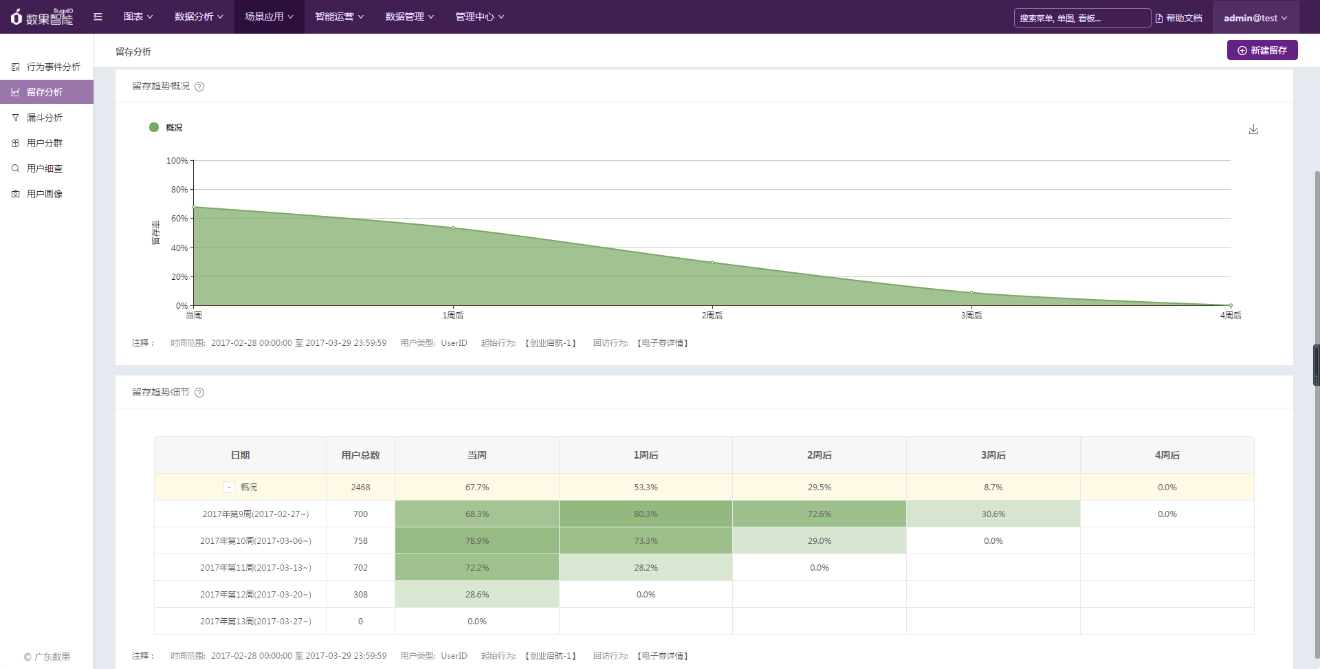 数果智能 SugoIO 图表 数据分析 场景应用 智能运营 数据管理 管理中心 搜索菜单, 单图, 看板... 帮助文档 admin@test
行为事件分析
留存分析
漏斗分析
用户分群
用户细查
用户画像
© 广东数果
留存分析 新建留存
留存趋势概况 ?
概况
留存率
100%
80%
60%
40%
20%
0%
当周 1周后 2周后 3周后 4周后
注释： 时间范围: 2017-02-28 00:00:00 至 2017-03-29 23:59:59 用户类型: UserID 起始行为: 【创业启航-1】 回访行为: 【电子券详情】
留存趋势细节 ?
日期 用户总数 当周 1周后 2周后 3周后 4周后
- 概况 2468 67.7% 53.3% 29.5% 8.7% 0.0%
2017年第9周(2017-02-27~) 700 68.3% 80.3% 72.6% 30.6% 0.0%
2017年第10周(2017-03-06~) 758 78.9% 73.3% 29.0% 0.0%
2017年第11周(2017-03-13~) 702 72.2% 28.2% 0.0%
2017年第12周(2017-03-20~) 308 28.6% 0.0%
2017年第13周(2017-03-27~) 0 0.0%
注释： 时间范围: 2017-02-28 00:00:00 至 2017-03-29 23:59:59 用户类型: UserID 起始行为: 【创业启航-1】 回访行为: 【电子券详情】